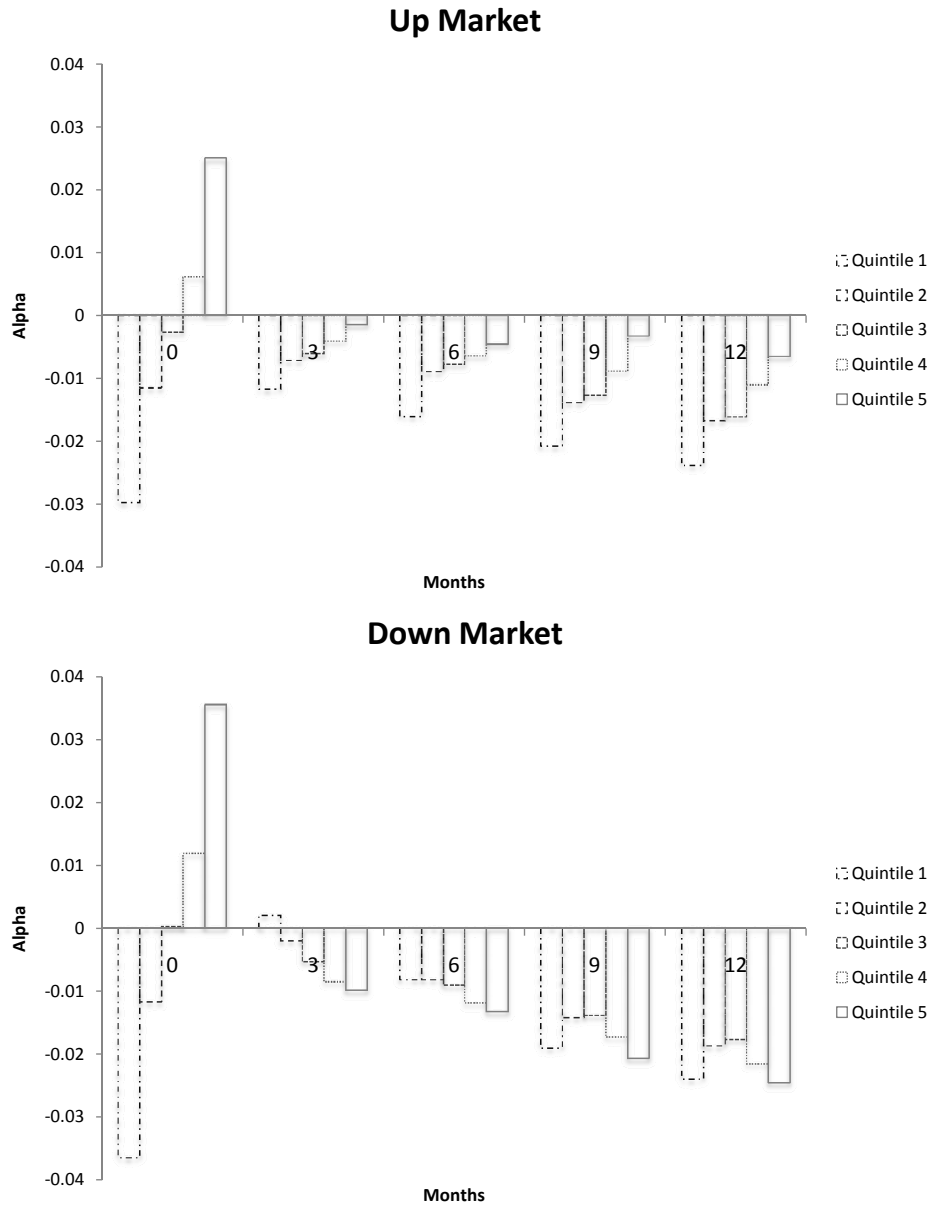 Up Market
0.04
0.03
0.02
0.01
0
-0.01
-0.02
-0.03
-0.04
Alpha
0 3 6 9 12
Months
Quintile 1
Quintile 2
Quintile 3
Quintile 4
Quintile 5
Down Market
0.04
0.03
0.02
0.01
0
-0.01
-0.02
-0.03
-0.04
Alpha
0 3 6 9 12
Months
Quintile 1
Quintile 2
Quintile 3
Quintile 4
Quintile 5